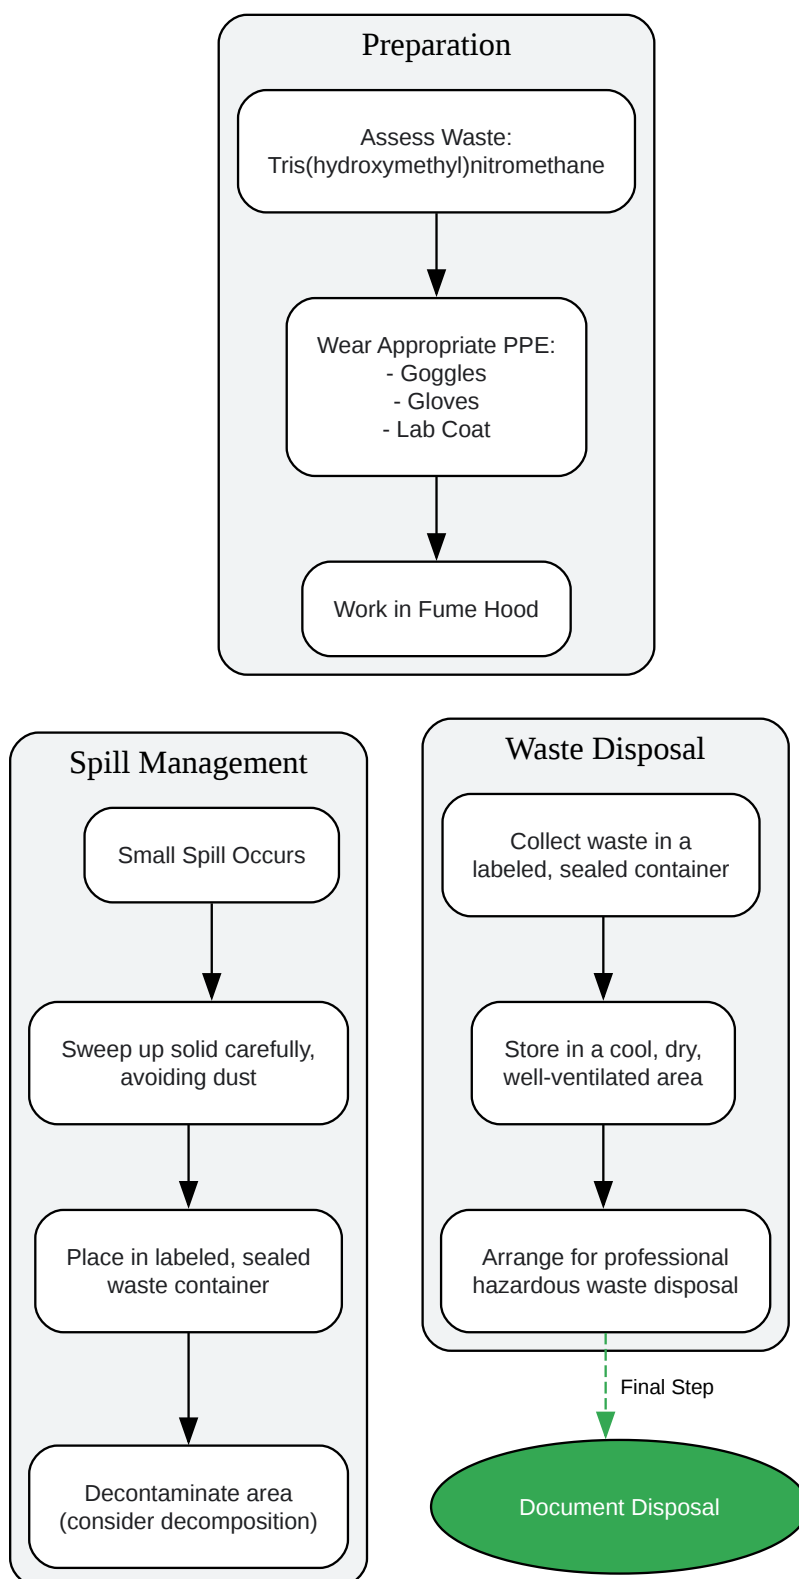 Preparation
Assess Waste:
Tris(hydroxymethyl)nitromethane
Wear Appropriate PPE:
- Goggles
- Gloves
- Lab Coat
Work in Fume Hood
Spill Management
Small Spill Occurs
Sweep up solid carefully,
avoiding dust
Place in labeled, sealed
waste container
Decontaminate area
(consider decomposition)
Waste Disposal
Collect waste in a
labeled, sealed container
Store in a cool, dry,
well-ventilated area
Arrange for professional
hazardous waste disposal
Final Step
Document Disposal